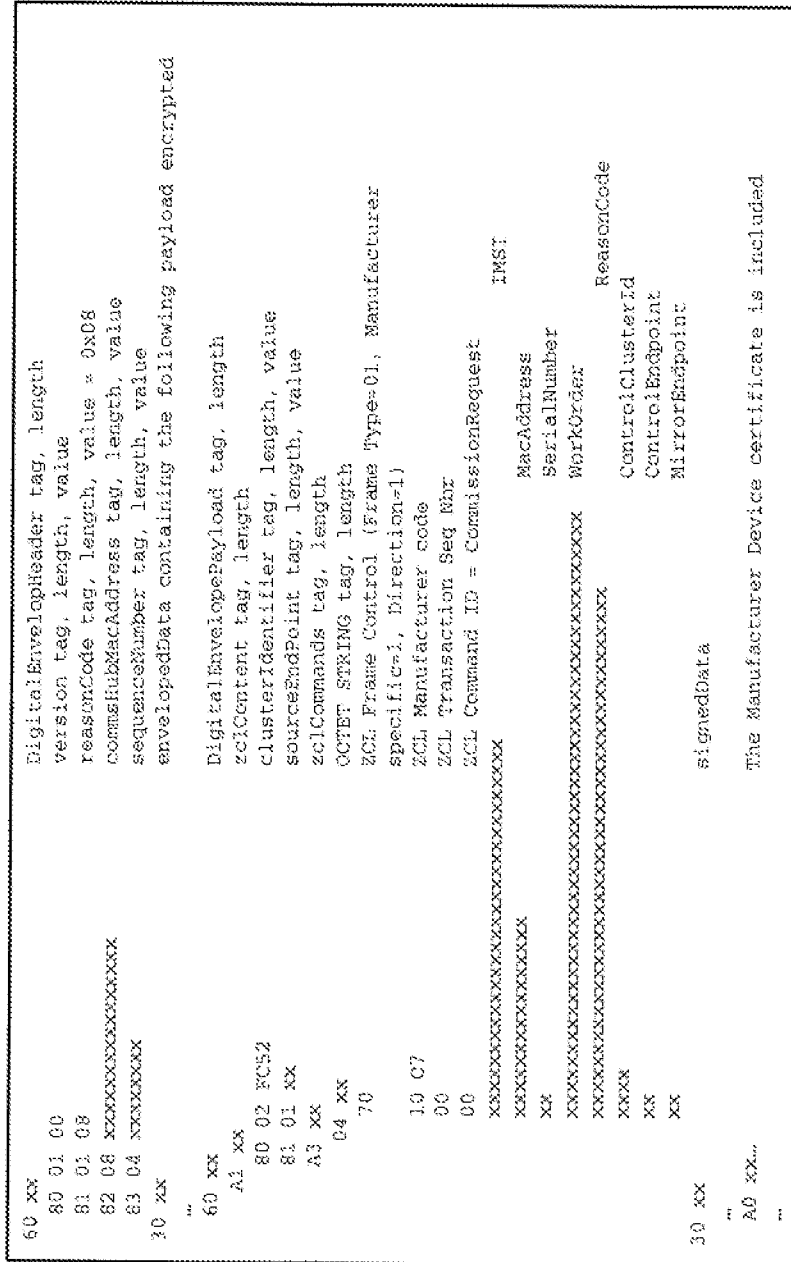 60 xx DigitalEnvelopHeader tag, length
80 01 00 version tag, length, value
81 01 08 reasonCode tag, length, value = 0x08
82 08 xxxxxxxxxxxxxxxx commsHubMacAddress tag, length, value
83 04 xxxxxxxx sequenceNumber tag, length, value
30 xx envelopedData containing the following payload encrypted
…
60 xx DigitalEnvelopePayload tag, length
A1 xx zclContent tag, length
80 02 FC52 clusterIdentifier tag, length, value
81 01 xx sourceEndPoint tag, length, value
A3 xx zclCommands tag, length
04 xx OCTET STRING tag, length
70 ZCL Frame Control (Frame Type=01, Manufacturer
specific=1, Direction=1)
10 C7 ZCL Manufacturer code
00 ZCL Transaction Seq Nbr
00 ZCL Command ID = CommissionRequest
xxxxxxxxxxxxxxxxxxxxxxxxxxxxxx IMSI
xxxxxxxxxxxxxxxx MacAddress
xx SerialNumber
xxxxxxxxxxxxxxxxxxxxxxxxxxxxxxxxxxxxxxxxxxxxxxxx WorkOrder
xxxxxxxxxxxxxxxxxxxxxxxxxxxxxxxxxxxxxxxxxx ReasonCode
xxxx ControlClusterId
xx ControlEndpoint
xx MirrorEndpoint
30 xx signedData
…
A0 xx… The Manufacturer Device certificate is included
…